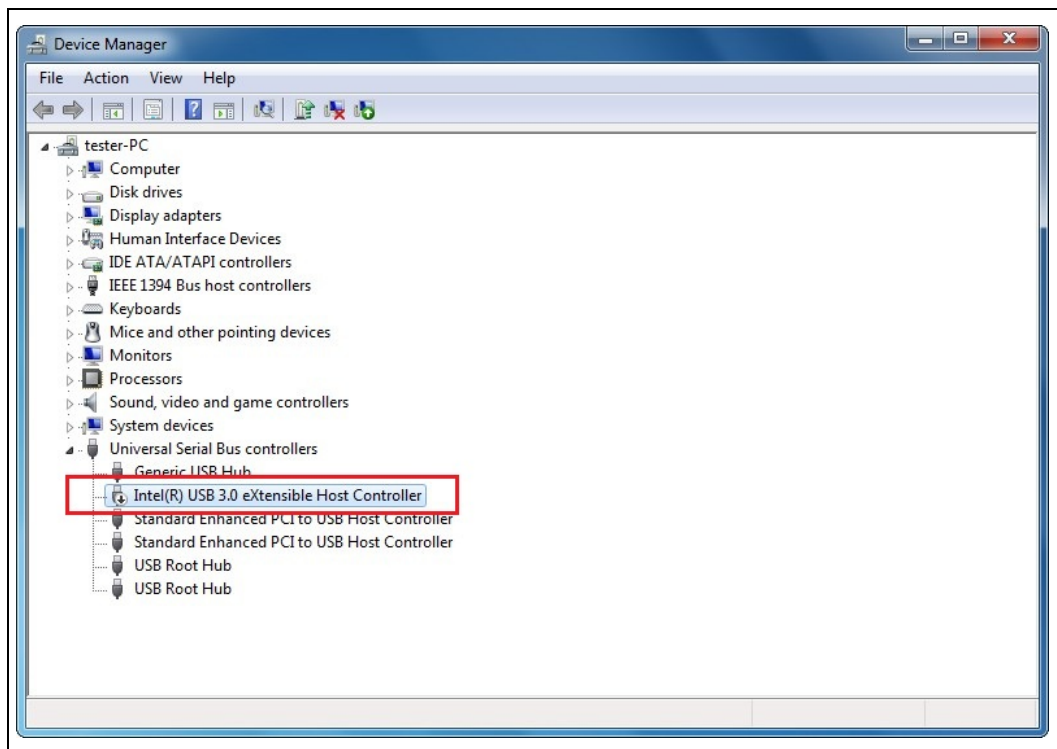 Device Manager
File Action View Help
tester-PC
Computer
Disk drives
Display adapters
Human Interface Devices
IDE ATA/ATAPI controllers
IEEE 1394 Bus host controllers
Keyboards
Mice and other pointing devices
Monitors
Processors
Sound, video and game controllers
System devices
Universal Serial Bus controllers
Generic USB Hub
Intel(R) USB 3.0 eXtensible Host Controller
Standard Enhanced PCI to USB Host Controller
Standard Enhanced PCI to USB Host Controller
USB Root Hub
USB Root Hub